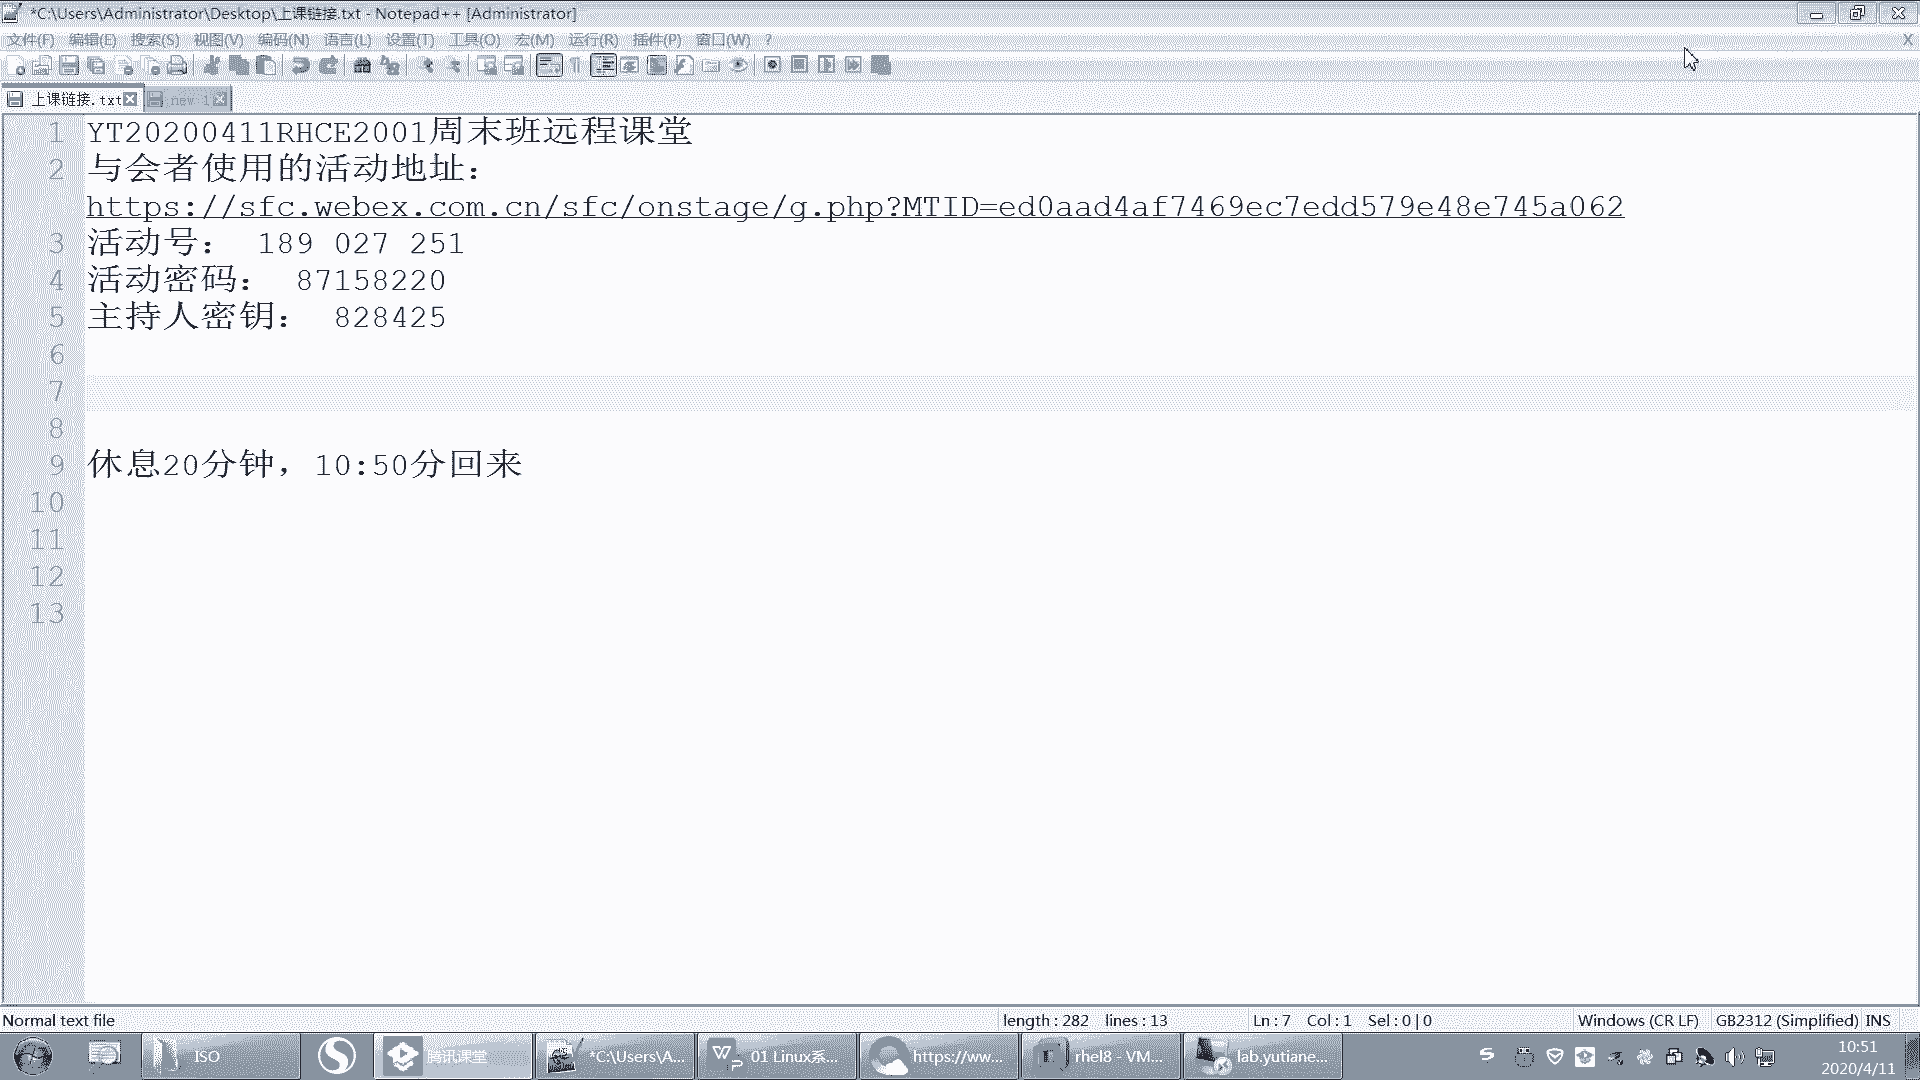 *C:\Users\Administrator\Desktop\上课链接.txt - Notepad++ [Administrator]
文件(F) 编辑(E) 搜索(S) 视图(V) 编码(N) 语言(L) 设置(T) 工具(O) 宏(M) 运行(R) 插件(P) 窗口(W) ? X
上课链接.txt new 1
1 YT20200411RHCE2001周末班远程课堂
2 与会者使用的活动地址：
https://sfc.webex.com.cn/sfc/onstage/g.php?MTID=ed0aad4af7469ec7edd579e48e745a062
3 活动号： 189 027 251
4 活动密码： 87158220
5 主持人密钥： 828425
6
7
8
9 休息20分钟，10:50分回来
10
11
12
13
Normal text file length : 282 lines : 13 Ln : 7 Col : 1 Sel : 0 | 0 Windows (CR LF) GB2312 (Simplified) INS
ISO 腾讯课堂 *C:\Users\A... 01 Linux系... https://ww... rhel8 - VM... lab.yutiane... 10:51
2020/4/11